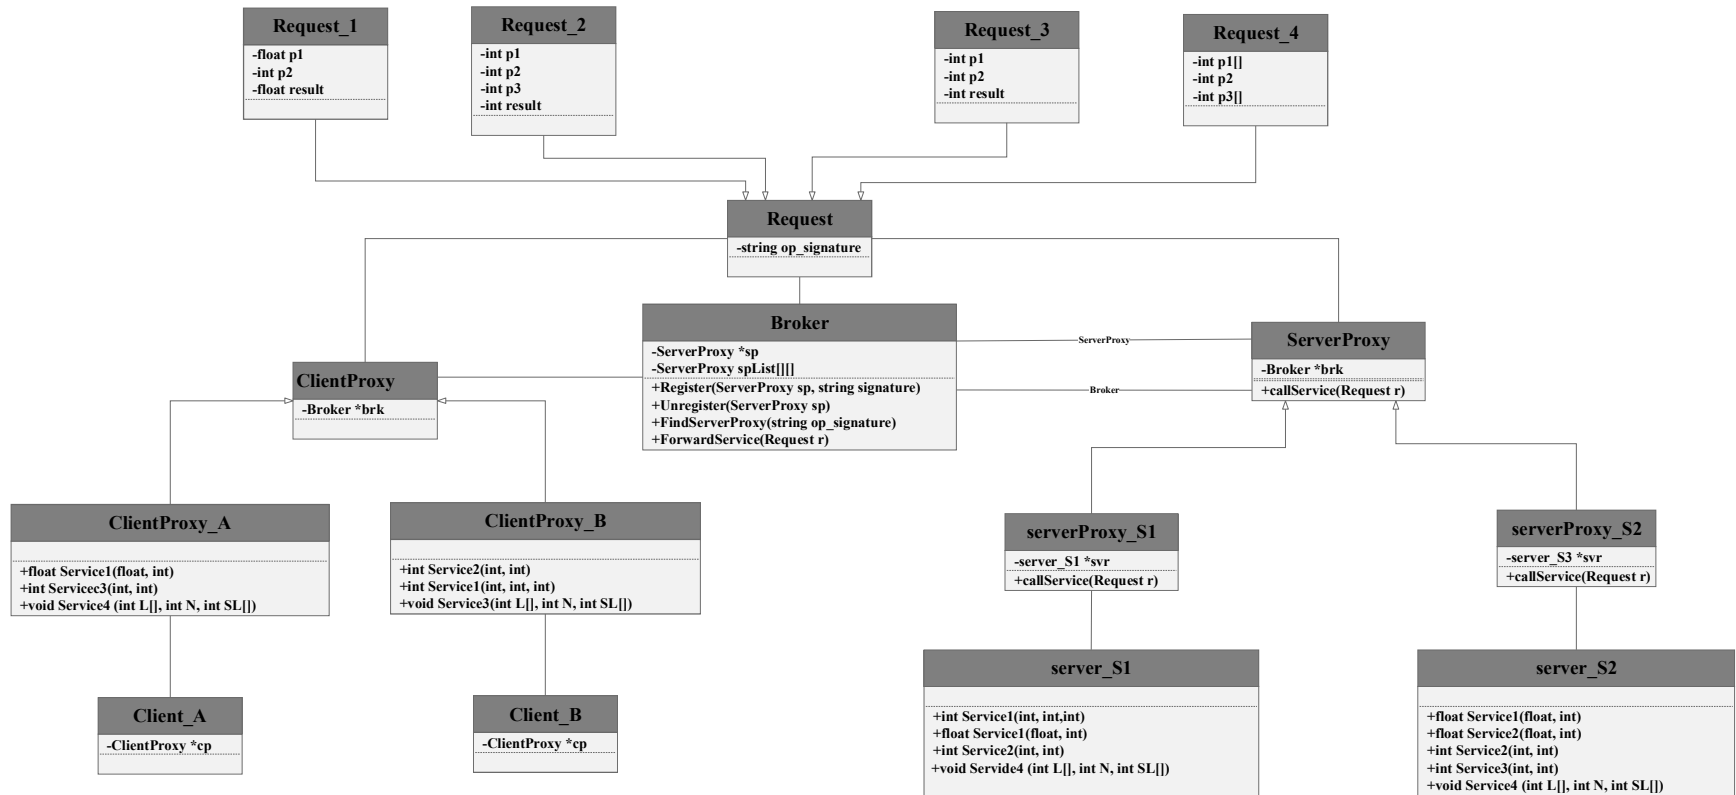 Request_1
-float p1
-int p2
-float result
Request_2
-int p1
-int p2
-int p3
-int result
Request_3
-int p1
-int p2
-int result
Request_4
-int p1[]
-int p2
-int p3[]
Request
-string op_signature
Broker
-ServerProxy *sp
-ServerProxy spList[][]
+Register(ServerProxy sp, string signature)
+Unregister(ServerProxy sp)
+FindServerProxy(string op_signature)
+ForwardService(Request r)
ServerProxy
Broker
ServerProxy
-Broker *brk
+callService(Request r)
ClientProxy
-Broker *brk
ClientProxy_A
+float Service1(float, int)
+int Servicec3(int, int)
+void Service4 (int L[], int N, int SL[])
ClientProxy_B
+int Service2(int, int)
+int Service1(int, int, int)
+void Service3(int L[], int N, int SL[])
serverProxy_S1
-server_S1 *svr
+callService(Request r)
serverProxy_S2
-server_S3 *svr
+callService(Request r)
Client_A
-ClientProxy *cp
Client_B
-ClientProxy *cp
server_S1
+int Service1(int, int,int)
+float Service1(float, int)
+int Service2(int, int)
+void Servide4 (int L[], int N, int SL[])
server_S2
+float Service1(float, int)
+float Service2(float, int)
+int Service2(int, int)
+int Service3(int, int)
+void Service4 (int L[], int N, int SL[])